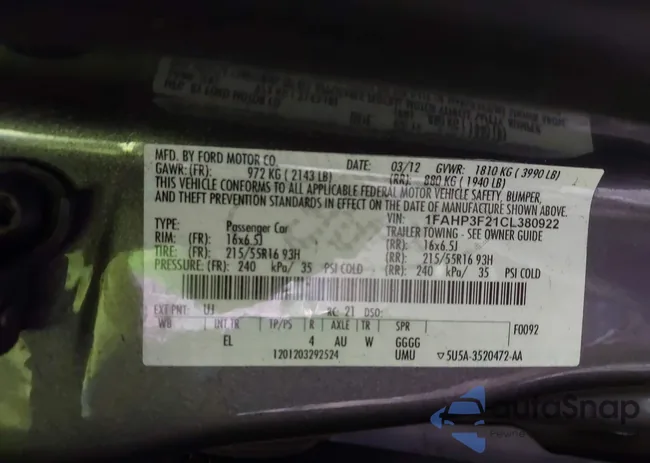 MFD. BY FORD MOTOR CO. DATE: 03/12 GVWR: 1810 KG ( 3990 LB)
GAWR: (FR): 972 KG ( 2143 LB) (RR): 880 KG ( 1940 LB)
THIS VEHICLE CONFORMS TO ALL APPLICABLE FEDERAL MOTOR VEHICLE SAFETY, BUMPER,
AND THEFT PREVENTION STANDARDS IN EFFECT ON THE DATE OF MANUFACTURE SHOWN ABOVE.
VIN: 1FAHP3F21CL380922
TYPE: Passenger Car TRAILER TOWING - SEE OWNER GUIDE
RIM: (FR): 16x6.5J (RR): 16x6.5J
TIRE: (FR): 215/55R16 93H (RR): 215/55R16 93H
PRESSURE: (FR): 240 kPa/ 35 PSI COLD (RR): 240 kPa/ 35 PSI COLD
EXT PNT: UJ RC: 21 DSO: F0092
WB INT TR TP/PS R AXLE TR SPR
EL 4 AU W GGGG
1201203292524 UMU ▽5U5A-3520472-AA
autoSnap